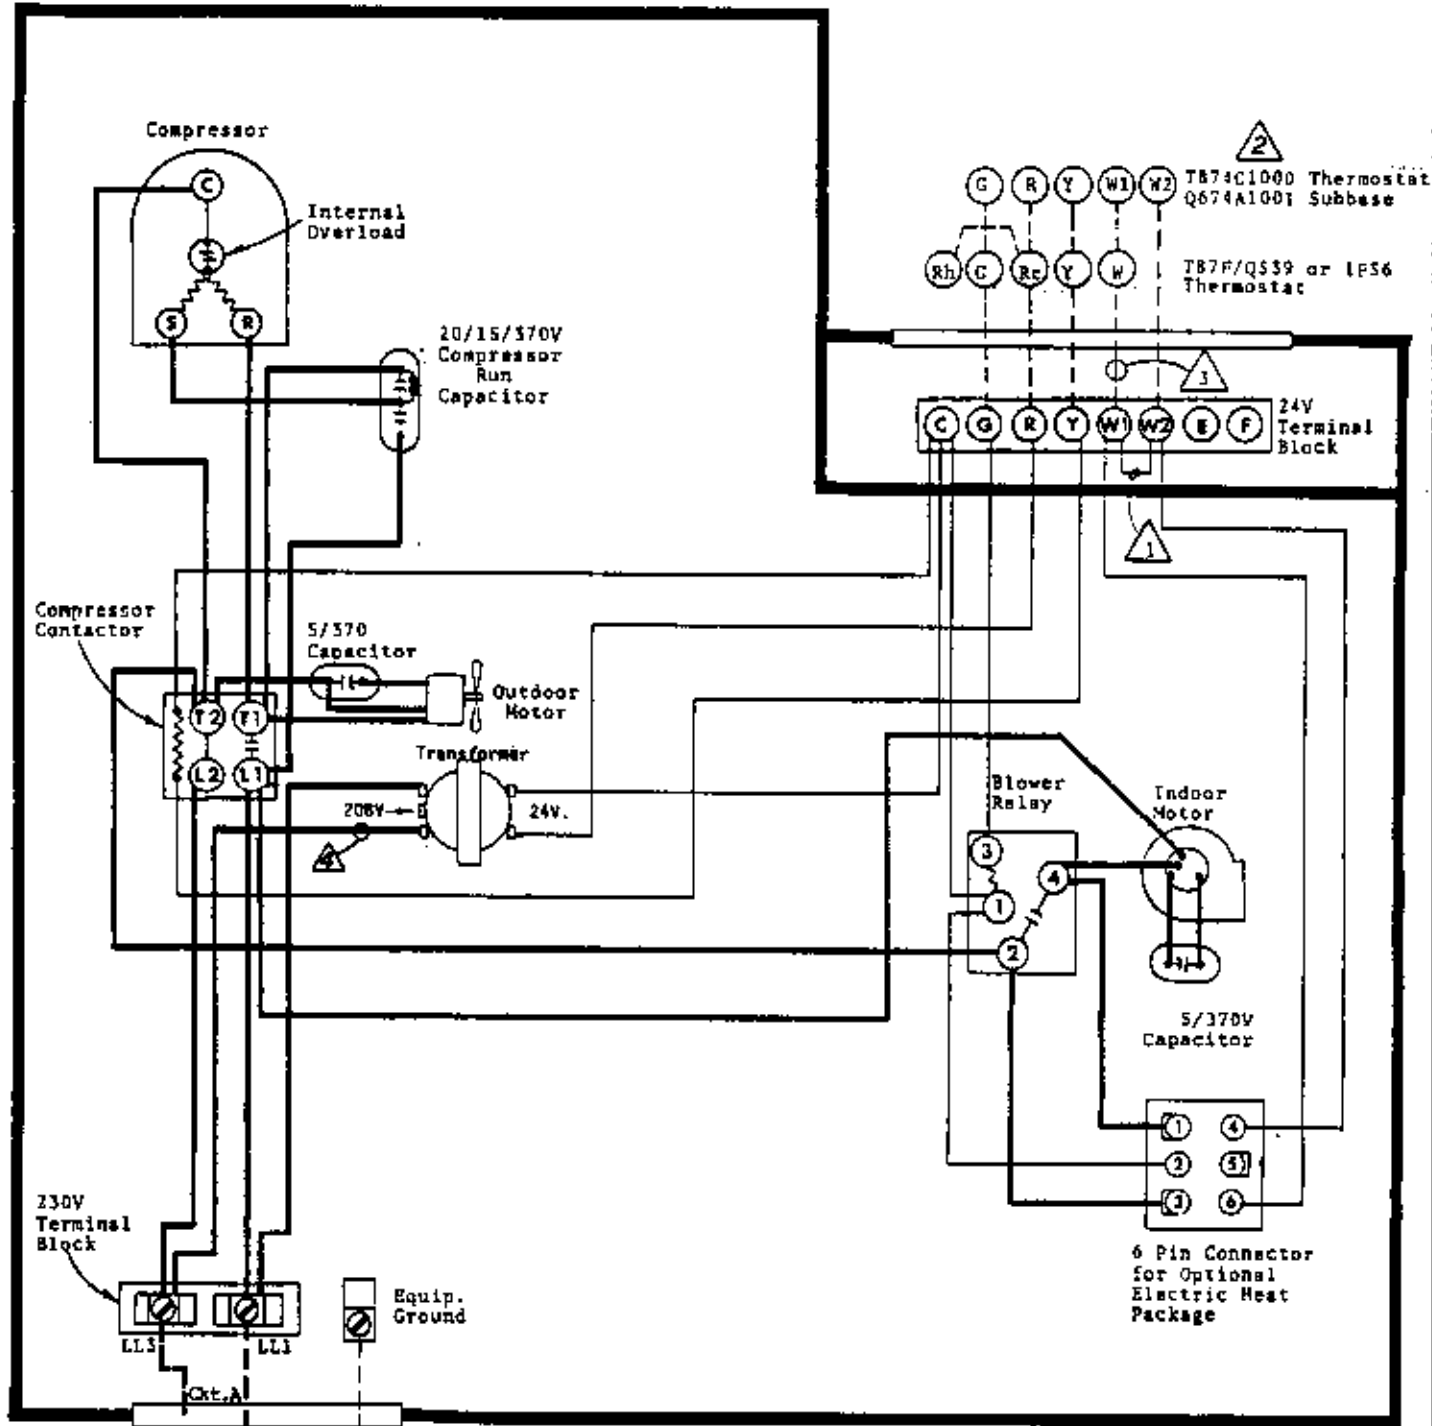 Compressor
C
Internal
Overload
S
R
20/15/370V
Compressor
Run
Capacitor
2
G R Y W1 W2
T874C1000 Thermostat
Q674A1001 Subbase
Rh G Rc Y W
T87F/Q539 or 1F56
Thermostat
3
C G R Y W1 W2 E F
24V
Terminal
Block
1
Compressor
Contactor
5/370
Capacitor
Outdoor
Motor
T2 T1
L2 L1
Transformer
208V
24V.
4
Blower
Relay
3
4
1
2
Indoor
Motor
5/370V
Capacitor
1 4
2 5
3 6
6 Pin Connector
for Optional
Electric Heat
Package
230V
Terminal
Block
LL3
LL1
Equip.
Ground
Ckt.A